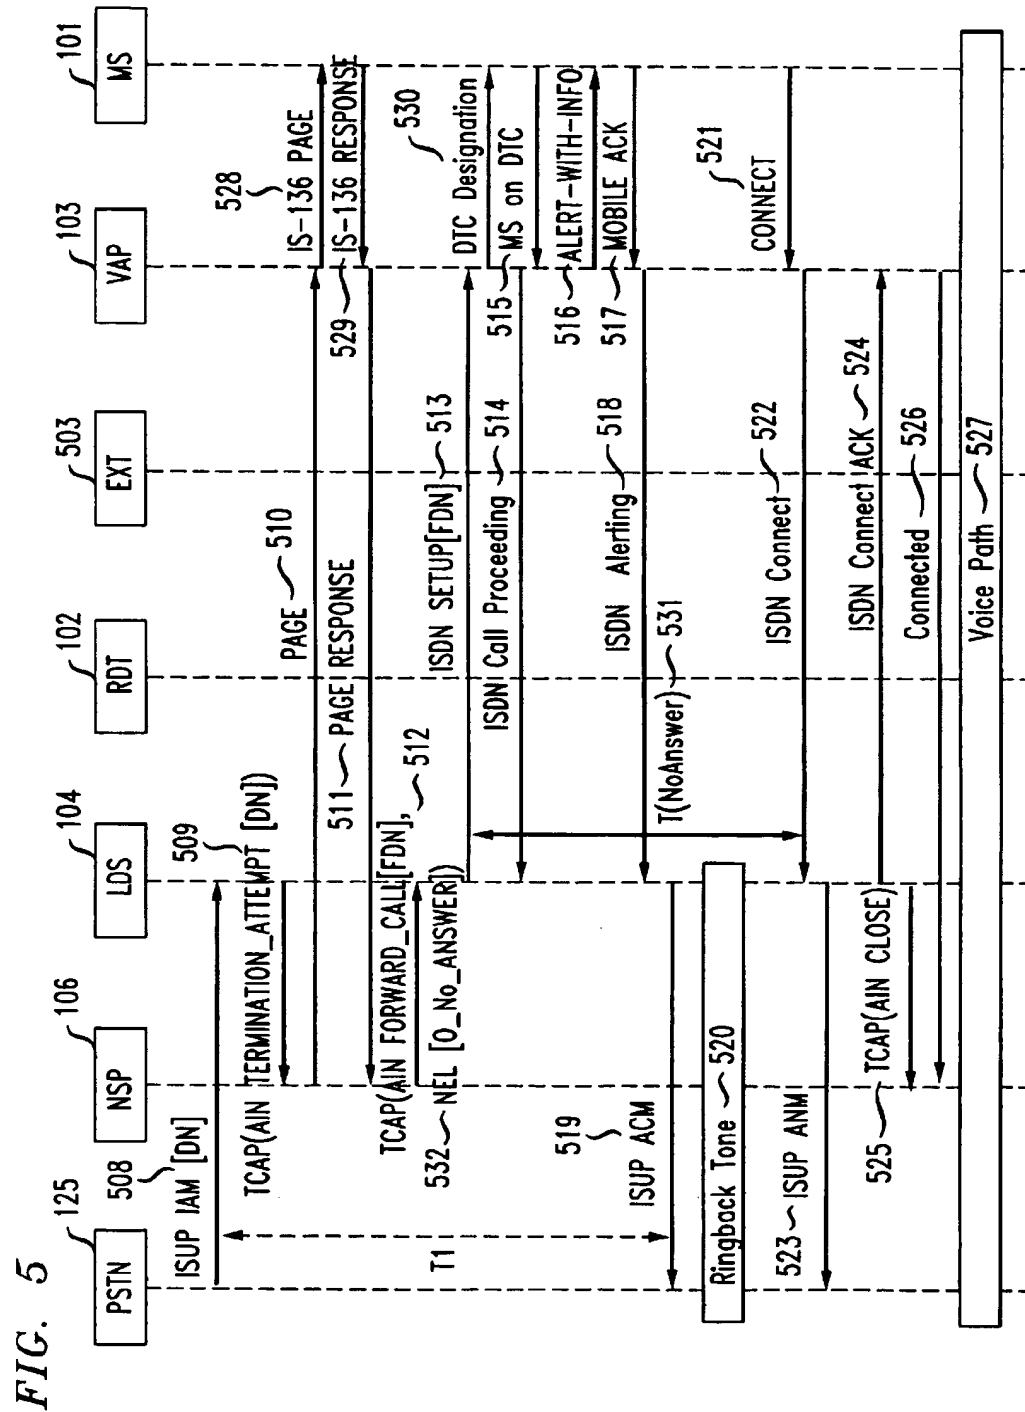 FIG. 5
PSTN 125
NSP 106
LDS 104
RDT 102
EXT 503
VAP 103
MS 101
508
ISUP IAM [DN]
509
TCAP(AIN TERMINATION_ATTEMPT [DN])
PAGE 510
528
IS-136 PAGE
529 IS-136 RESPONSE
511 PAGE RESPONSE
TCAP(AIN FORWARD_CALL[FDN], 512
532 NEL [O_No_ANSWER])
ISDN SETUP[FDN] 513
530
DTC Designation
ISDN Call Proceeding 514
515 MS on DTC
516 ALERT-WITH-INFO
517 MOBILE ACK
ISDN Alerting 518
519
ISUP ACM
T1
T(NoAnswer) 531
Ringback Tone 520
521
CONNECT
ISDN Connect 522
523 ISUP ANM
ISDN Connect ACK 524
525 TCAP(AIN CLOSE)
Connected 526
Voice Path 527